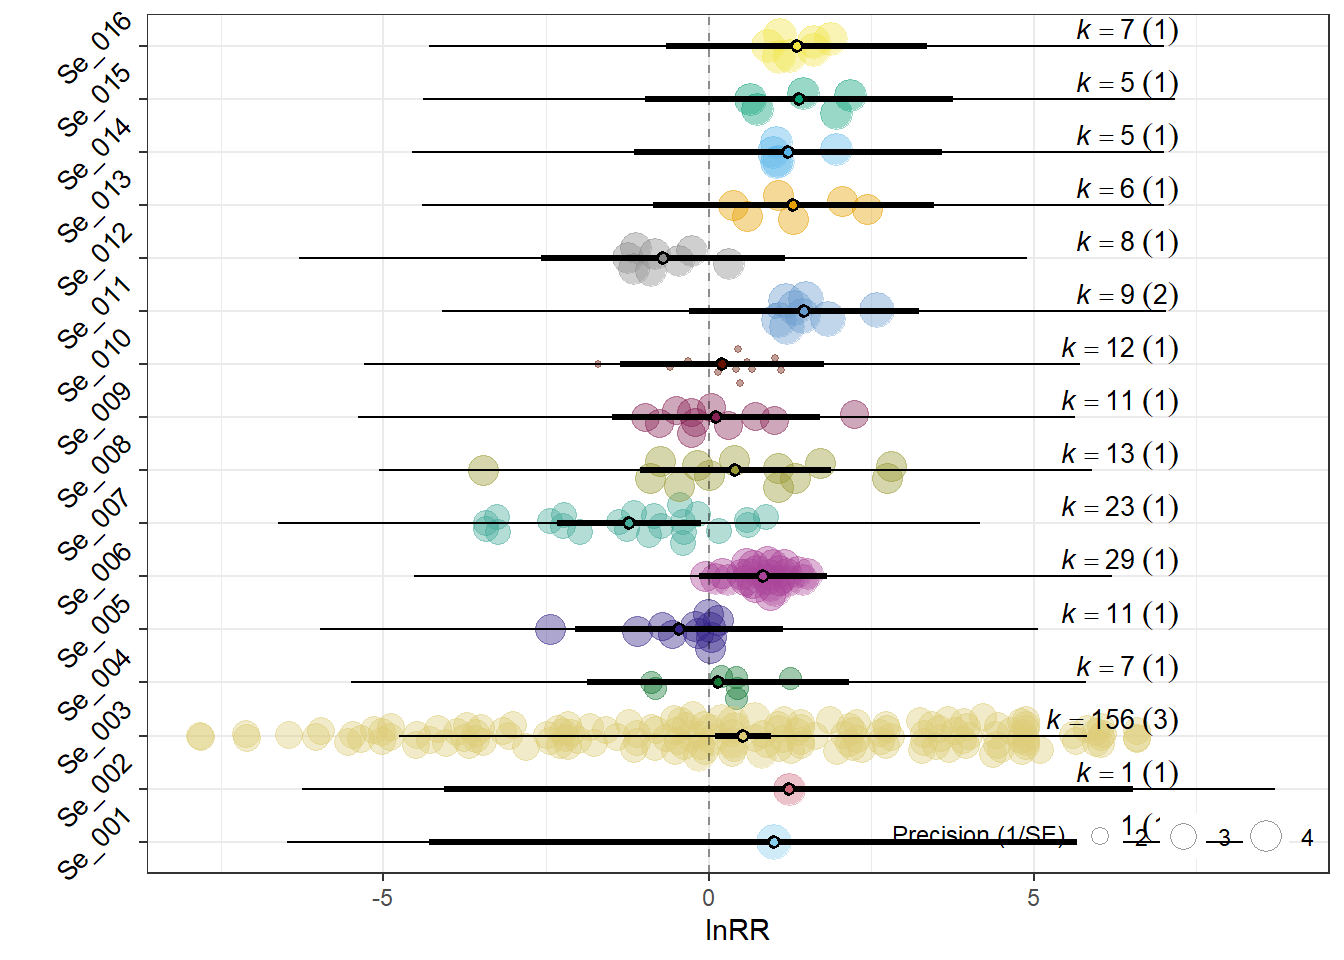 Se_016
k = 7 (1)
Se_015
k = 5 (1)
Se_014
k = 5 (1)
Se_013
k = 6 (1)
Se_012
k = 8 (1)
Se_011
k = 9 (2)
Se_010
k = 12 (1)
Se_009
k = 11 (1)
Se_008
k = 13 (1)
Se_007
k = 23 (1)
Se_006
k = 29 (1)
Se_005
k = 11 (1)
Se_004
k = 7 (1)
Se_003
k = 156 (3)
Se_002
k = 1 (1)
Se_001
Precision (1/SE) 2 3 4
-5 0 5
lnRR